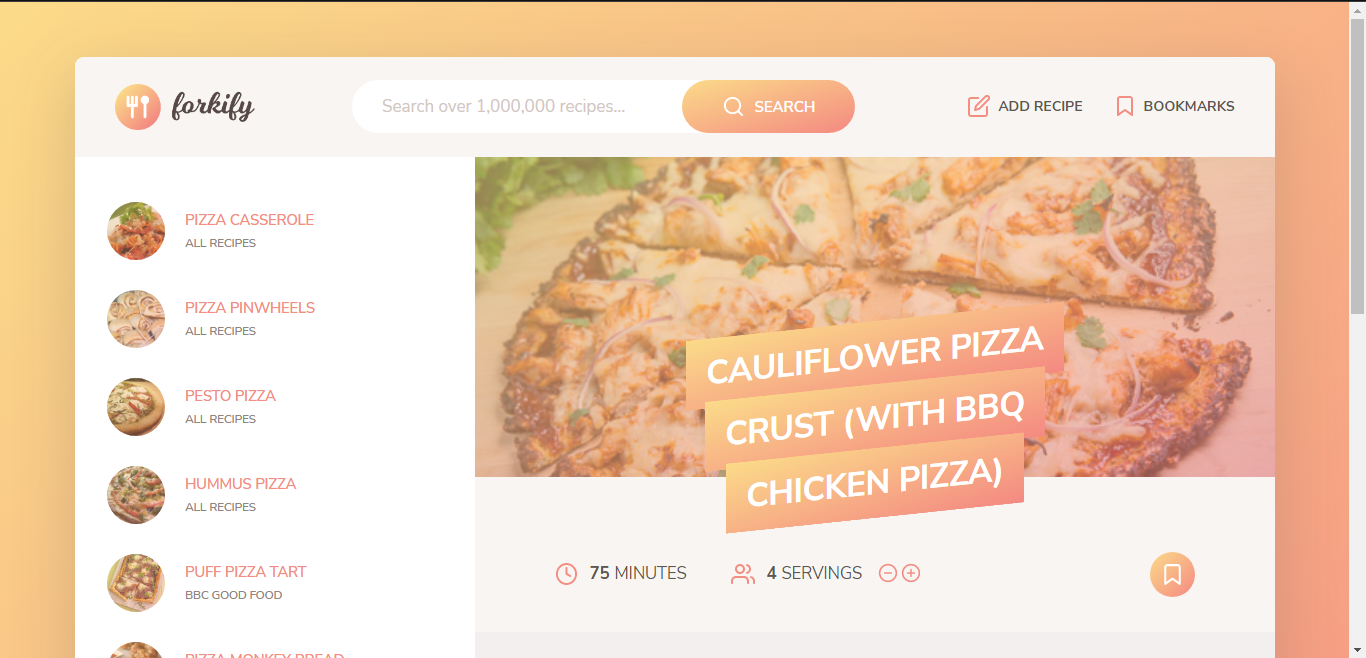 forkify
Search over 1,000,000 recipes...
SEARCH
ADD RECIPE
BOOKMARKS
PIZZA CASSEROLE
ALL RECIPES
PIZZA PINWHEELS
ALL RECIPES
PESTO PIZZA
ALL RECIPES
HUMMUS PIZZA
ALL RECIPES
PUFF PIZZA TART
BBC GOOD FOOD
PIZZA MONKEY BREAD
CAULIFLOWER PIZZA
CRUST (WITH BBQ
CHICKEN PIZZA)
75 MINUTES
4 SERVINGS